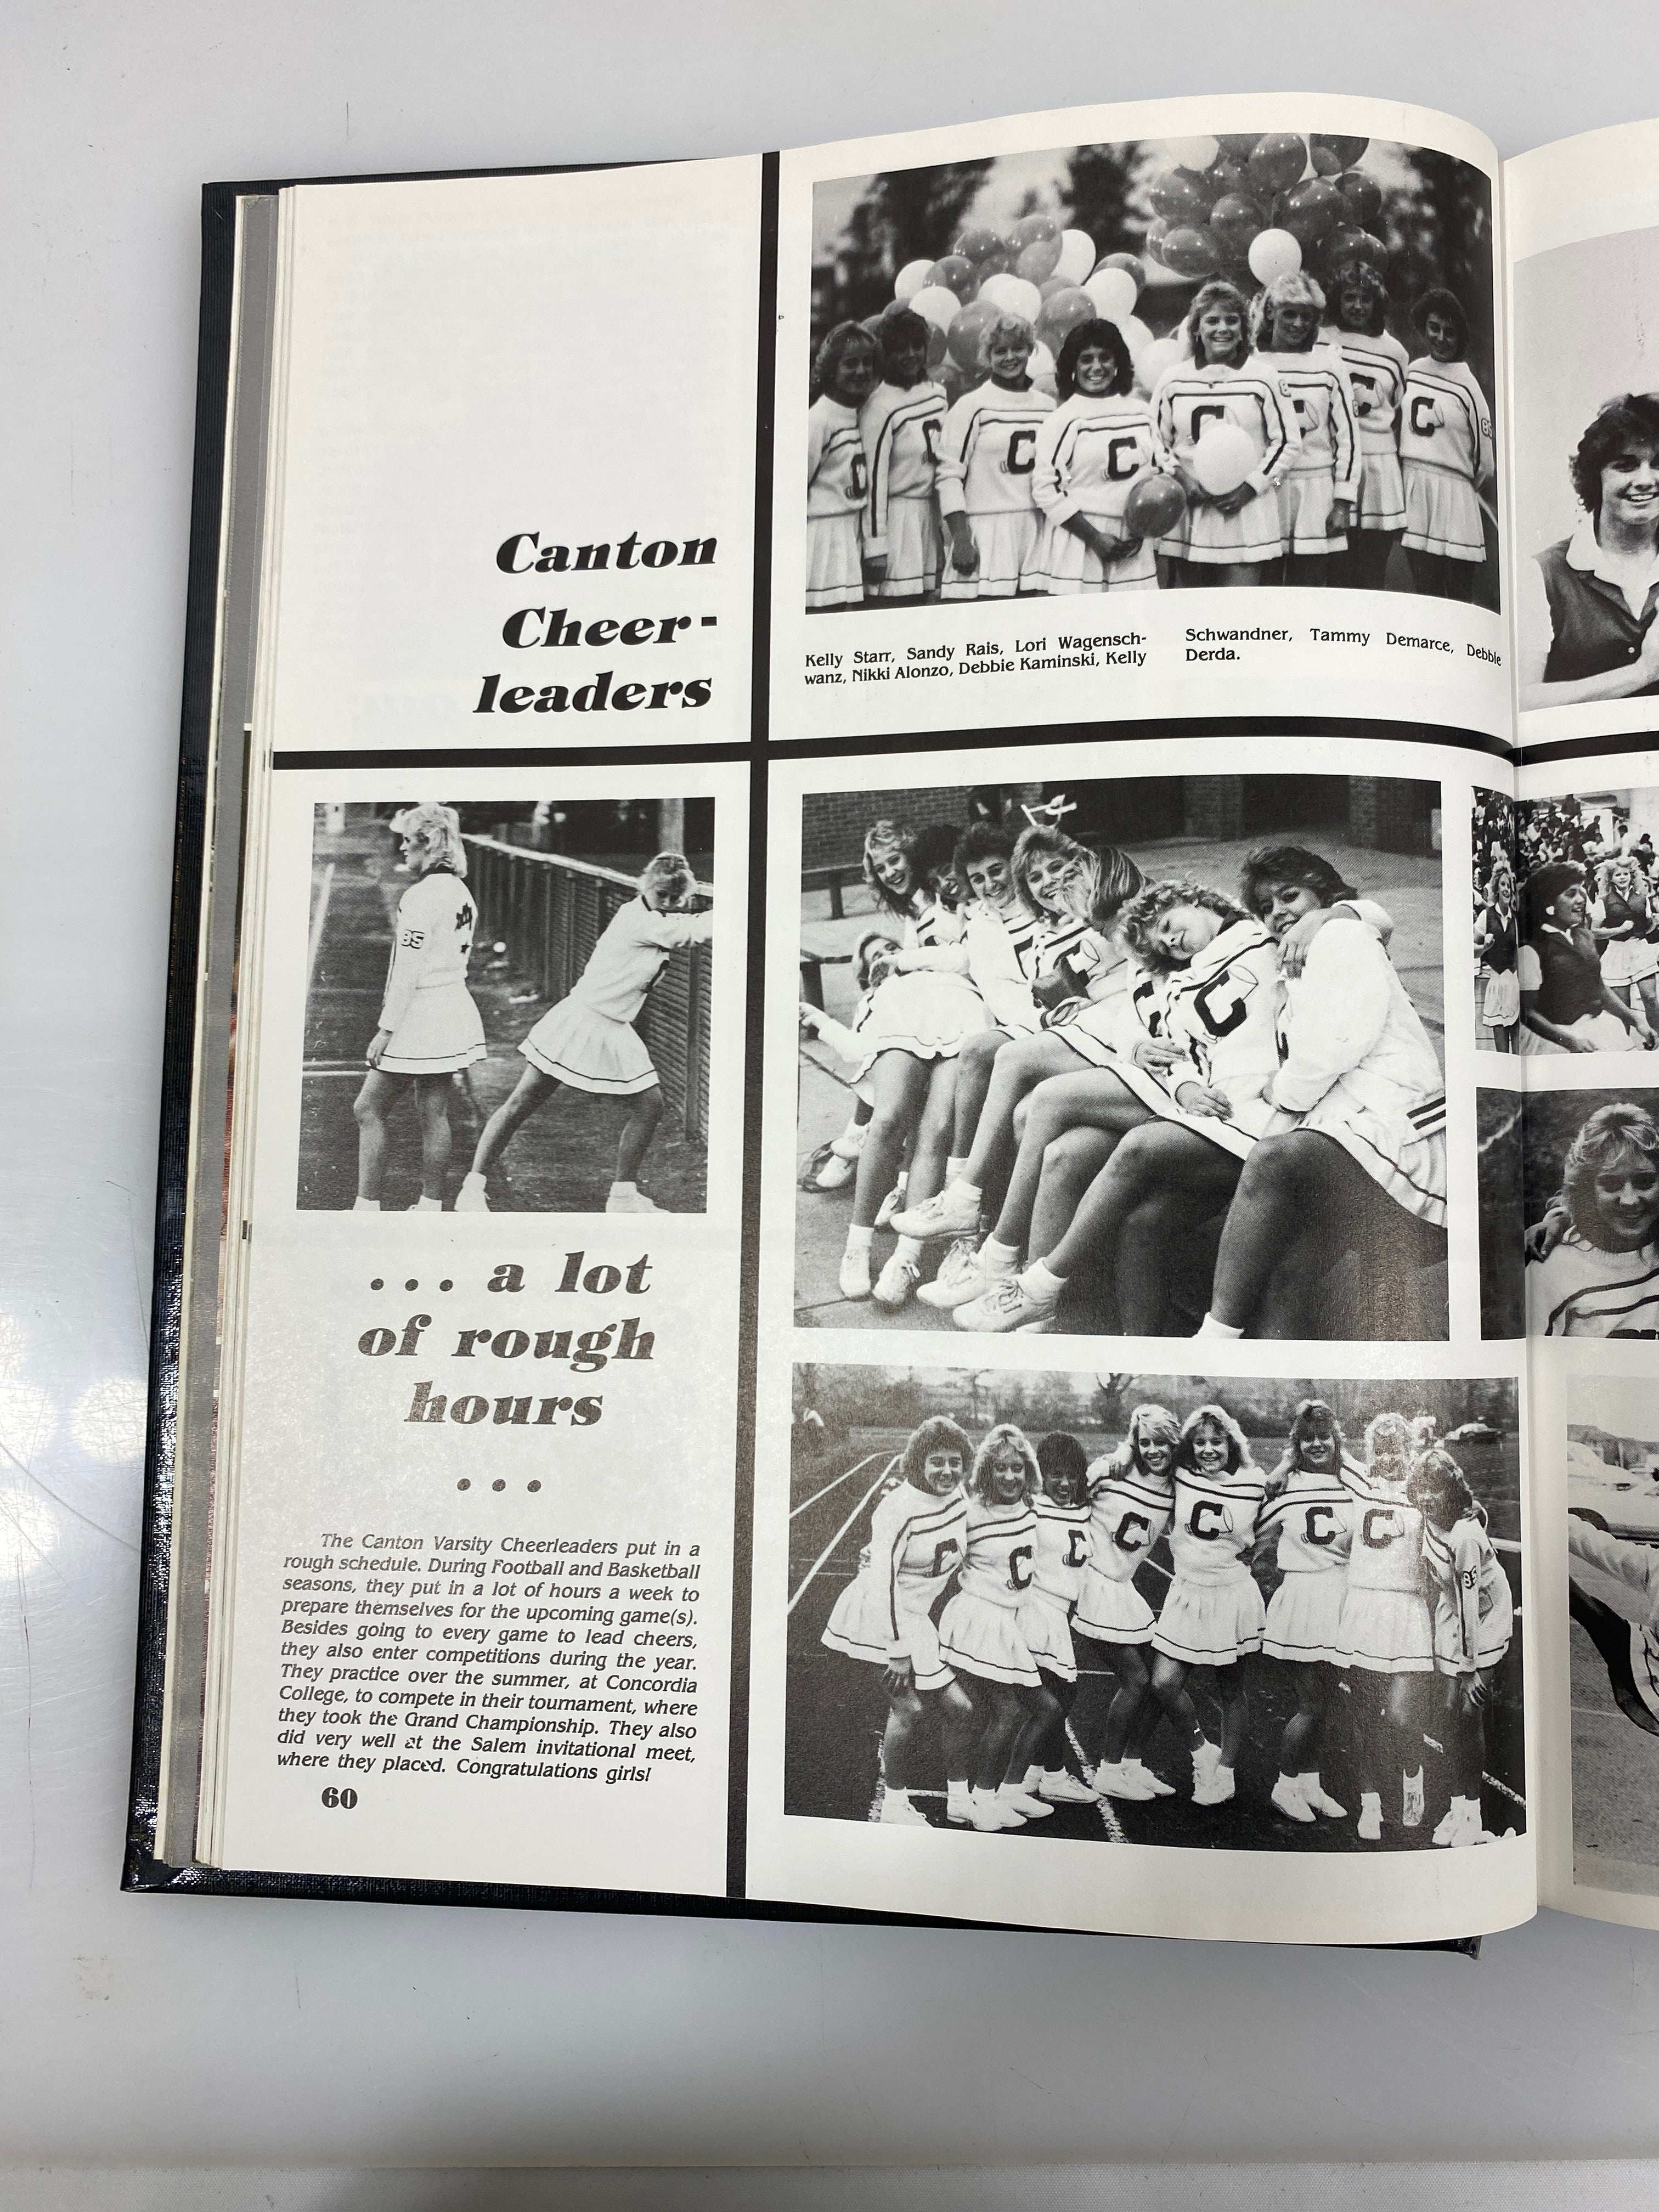 Canton
Cheer-
leaders
Kelly Starr, Sandy Rais, Lori Wagensch-
wanz, Nikki Alonzo, Debbie Kaminski, Kelly
Schwandner, Tammy Demarce, Debbie
Derda.
C
C
C
C
C
C
C
C
85
85
C
C
. . . a lot
of rough
hours
. . .
C
C
C
C
C
C
C
85
The Canton Varsity Cheerleaders put in a
rough schedule. During Football and Basketball
seasons, they put in a lot of hours a week to
prepare themselves for the upcoming game(s).
Besides going to every game to lead cheers,
they also enter competitions during the year.
They practice over the summer, at Concordia
College, to compete in their tournament, where
they took the Grand Championship. They also
did very well at the Salem invitational meet,
where they placed. Congratulations girls!
60